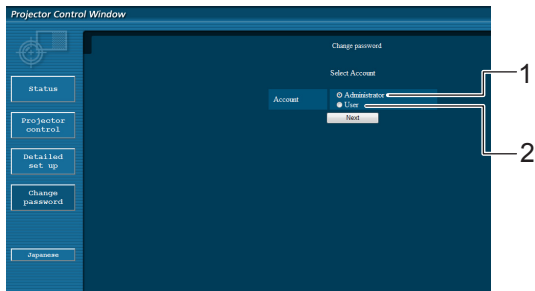 Projector Control Window
Change password
Select Account
Account
Administrator
User
Next
Status
Projector
control
Detailed
set up
Change
password
Japanese
1
2